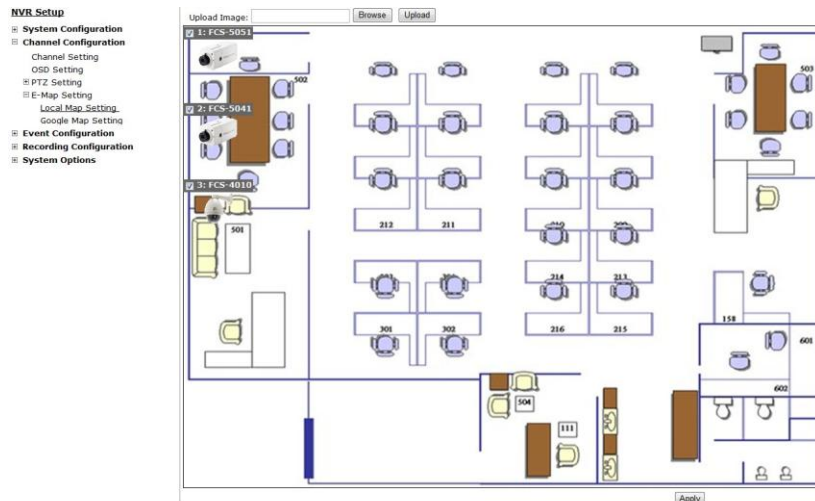 NVR Setup
System Configuration
Channel Configuration
Channel Setting
OSD Setting
PTZ Setting
E-Map Setting
Local Map Setting
Google Map Setting
Event Configuration
Recording Configuration
System Options
Upload Image: Browse Upload
1: FCS-5051
502
503
2: FCS-5041
3: FCS-4010
501
212 211
214 213
158
301 302 216 215
601
602
504
111
Apply